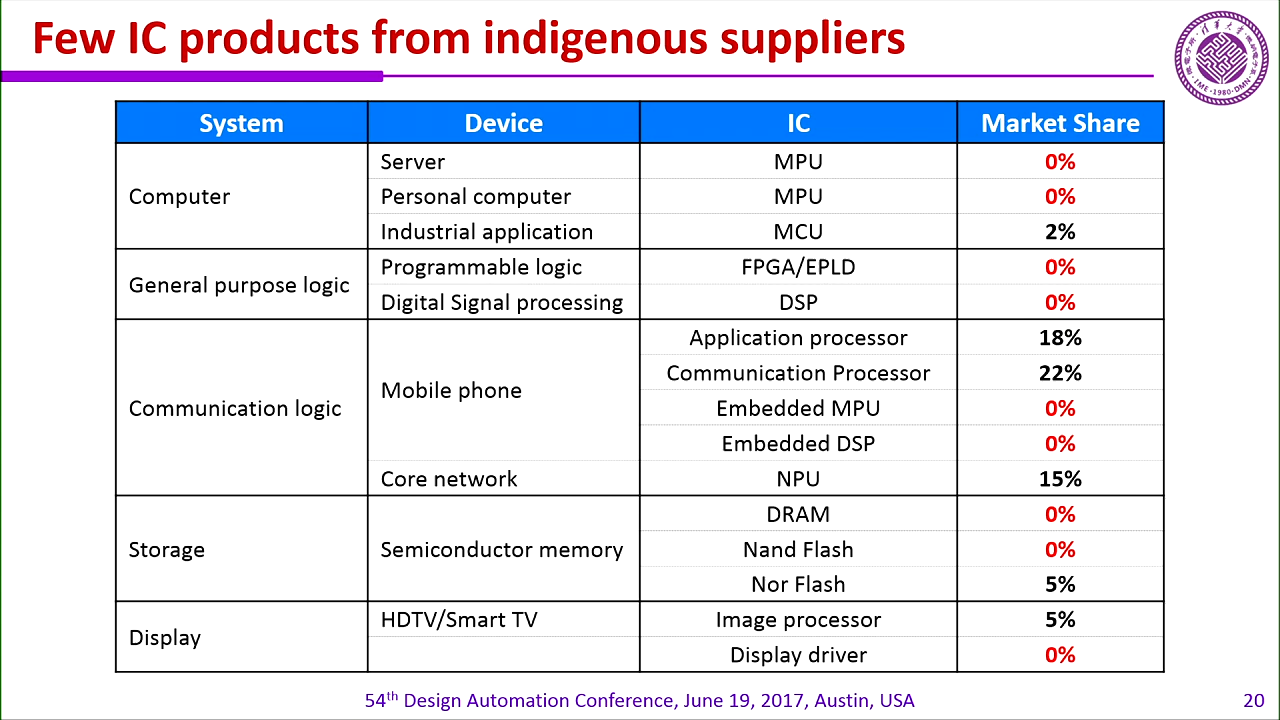 Few IC products from indigenous suppliers
System Device IC Market Share
Computer
Server MPU 0%
Personal computer MPU 0%
Industrial application MCU 2%
General purpose logic
Programmable logic FPGA/EPLD 0%
Digital Signal processing DSP 0%
Communication logic
Mobile phone
Application processor 18%
Communication Processor 22%
Embedded MPU 0%
Embedded DSP 0%
Core network NPU 15%
Storage
Semiconductor memory
DRAM 0%
Nand Flash 0%
Nor Flash 5%
Display
HDTV/Smart TV Image processor 5%
Display driver 0%
54th Design Automation Conference, June 19, 2017, Austin, USA
20
·IME·1980·DMN·